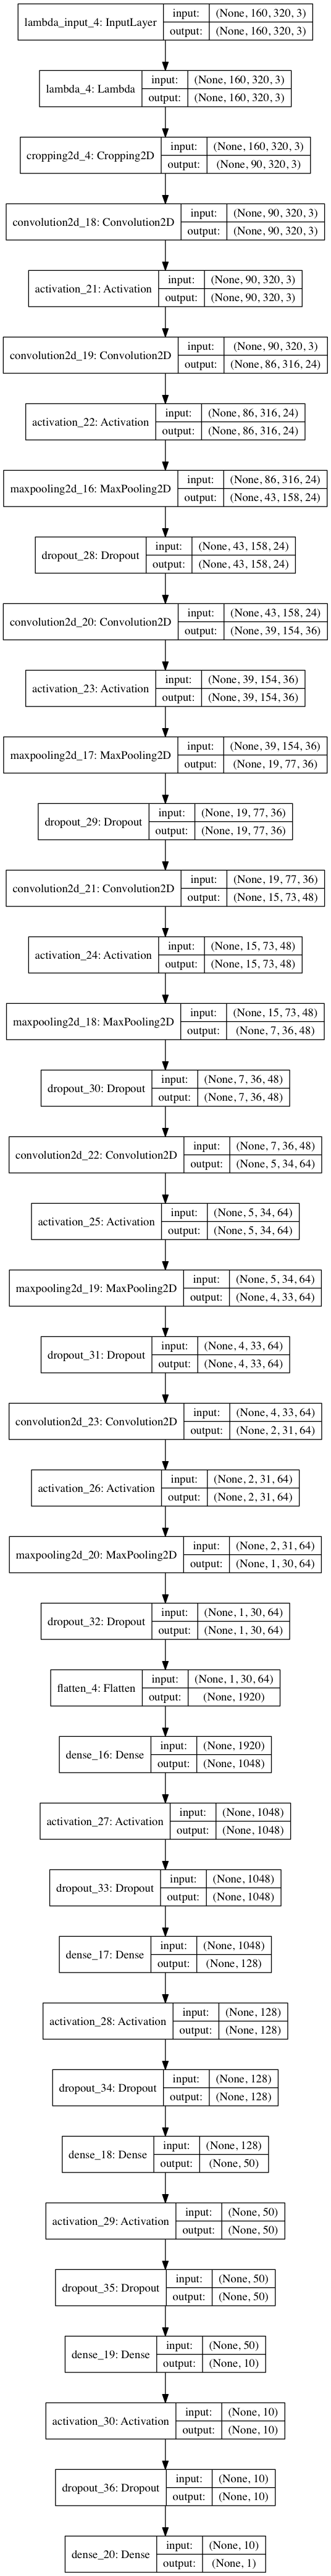 lambda_input_4: InputLayer
input: (None, 160, 320, 3)
output: (None, 160, 320, 3)
lambda_4: Lambda
input: (None, 160, 320, 3)
output: (None, 160, 320, 3)
cropping2d_4: Cropping2D
input: (None, 160, 320, 3)
output: (None, 90, 320, 3)
convolution2d_18: Convolution2D
input: (None, 90, 320, 3)
output: (None, 90, 320, 3)
activation_21: Activation
input: (None, 90, 320, 3)
output: (None, 90, 320, 3)
convolution2d_19: Convolution2D
input: (None, 90, 320, 3)
output: (None, 86, 316, 24)
activation_22: Activation
input: (None, 86, 316, 24)
output: (None, 86, 316, 24)
maxpooling2d_16: MaxPooling2D
input: (None, 86, 316, 24)
output: (None, 43, 158, 24)
dropout_28: Dropout
input: (None, 43, 158, 24)
output: (None, 43, 158, 24)
convolution2d_20: Convolution2D
input: (None, 43, 158, 24)
output: (None, 39, 154, 36)
activation_23: Activation
input: (None, 39, 154, 36)
output: (None, 39, 154, 36)
maxpooling2d_17: MaxPooling2D
input: (None, 39, 154, 36)
output: (None, 19, 77, 36)
dropout_29: Dropout
input: (None, 19, 77, 36)
output: (None, 19, 77, 36)
convolution2d_21: Convolution2D
input: (None, 19, 77, 36)
output: (None, 15, 73, 48)
activation_24: Activation
input: (None, 15, 73, 48)
output: (None, 15, 73, 48)
maxpooling2d_18: MaxPooling2D
input: (None, 15, 73, 48)
output: (None, 7, 36, 48)
dropout_30: Dropout
input: (None, 7, 36, 48)
output: (None, 7, 36, 48)
convolution2d_22: Convolution2D
input: (None, 7, 36, 48)
output: (None, 5, 34, 64)
activation_25: Activation
input: (None, 5, 34, 64)
output: (None, 5, 34, 64)
maxpooling2d_19: MaxPooling2D
input: (None, 5, 34, 64)
output: (None, 4, 33, 64)
dropout_31: Dropout
input: (None, 4, 33, 64)
output: (None, 4, 33, 64)
convolution2d_23: Convolution2D
input: (None, 4, 33, 64)
output: (None, 2, 31, 64)
activation_26: Activation
input: (None, 2, 31, 64)
output: (None, 2, 31, 64)
maxpooling2d_20: MaxPooling2D
input: (None, 2, 31, 64)
output: (None, 1, 30, 64)
dropout_32: Dropout
input: (None, 1, 30, 64)
output: (None, 1, 30, 64)
flatten_4: Flatten
input: (None, 1, 30, 64)
output: (None, 1920)
dense_16: Dense
input: (None, 1920)
output: (None, 1048)
activation_27: Activation
input: (None, 1048)
output: (None, 1048)
dropout_33: Dropout
input: (None, 1048)
output: (None, 1048)
dense_17: Dense
input: (None, 1048)
output: (None, 128)
activation_28: Activation
input: (None, 128)
output: (None, 128)
dropout_34: Dropout
input: (None, 128)
output: (None, 128)
dense_18: Dense
input: (None, 128)
output: (None, 50)
activation_29: Activation
input: (None, 50)
output: (None, 50)
dropout_35: Dropout
input: (None, 50)
output: (None, 50)
dense_19: Dense
input: (None, 50)
output: (None, 10)
activation_30: Activation
input: (None, 10)
output: (None, 10)
dropout_36: Dropout
input: (None, 10)
output: (None, 10)
dense_20: Dense
input: (None, 10)
output: (None, 1)